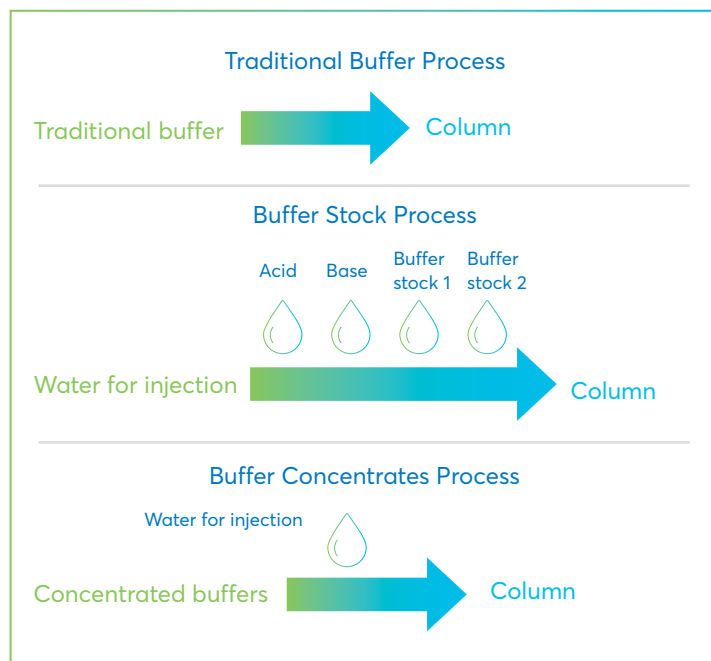 Traditional Buffer Process
Traditional buffer
Column
Buffer Stock Process
Acid
Base
Buffer
stock 1
Buffer
stock 2
Water for injection
Column
Buffer Concentrates Process
Water for injection
Concentrated buffers
Column